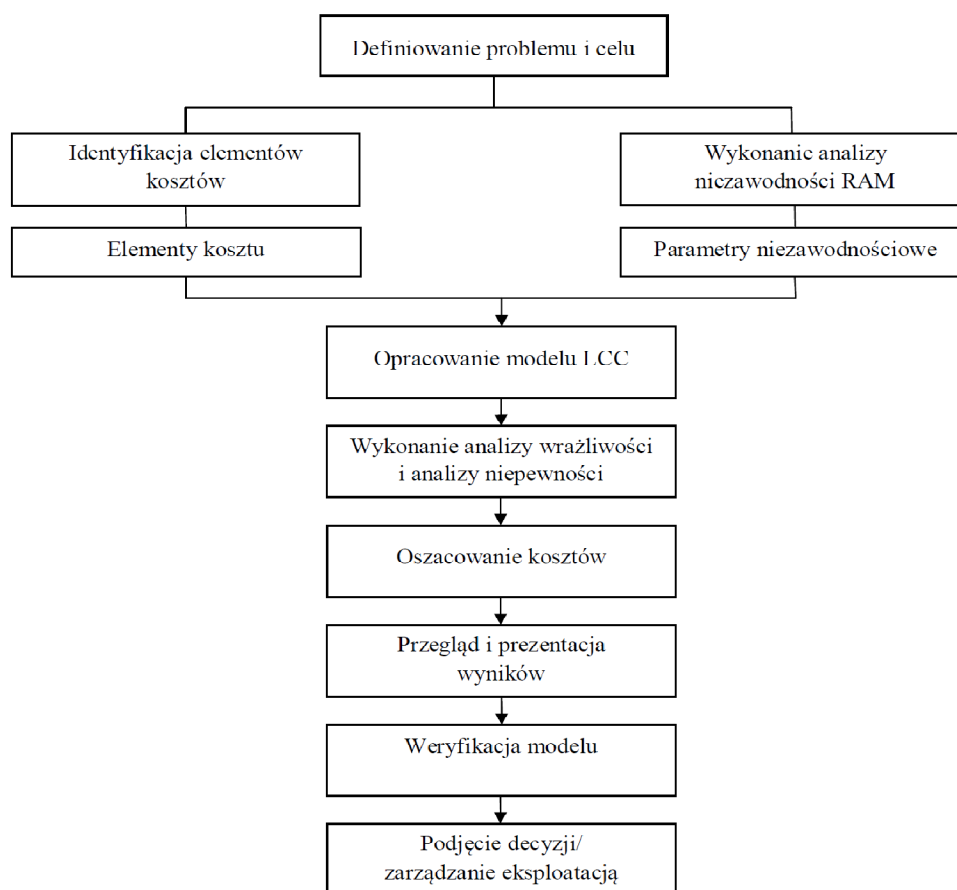 Definiowanie problemu i celu
Identyfikacja elementów
kosztów
Wykonanie analizy
niezawodności RAM
Elementy kosztu
Parametry niezawodnościowe
Opracowanie modelu LCC
Wykonanie analizy wrażliwości
i analizy niepewności
Oszacowanie kosztów
Przegląd i prezentacja
wyników
Weryfikacja modelu
Podjęcie decyzji/
zarządzanie eksploatacją